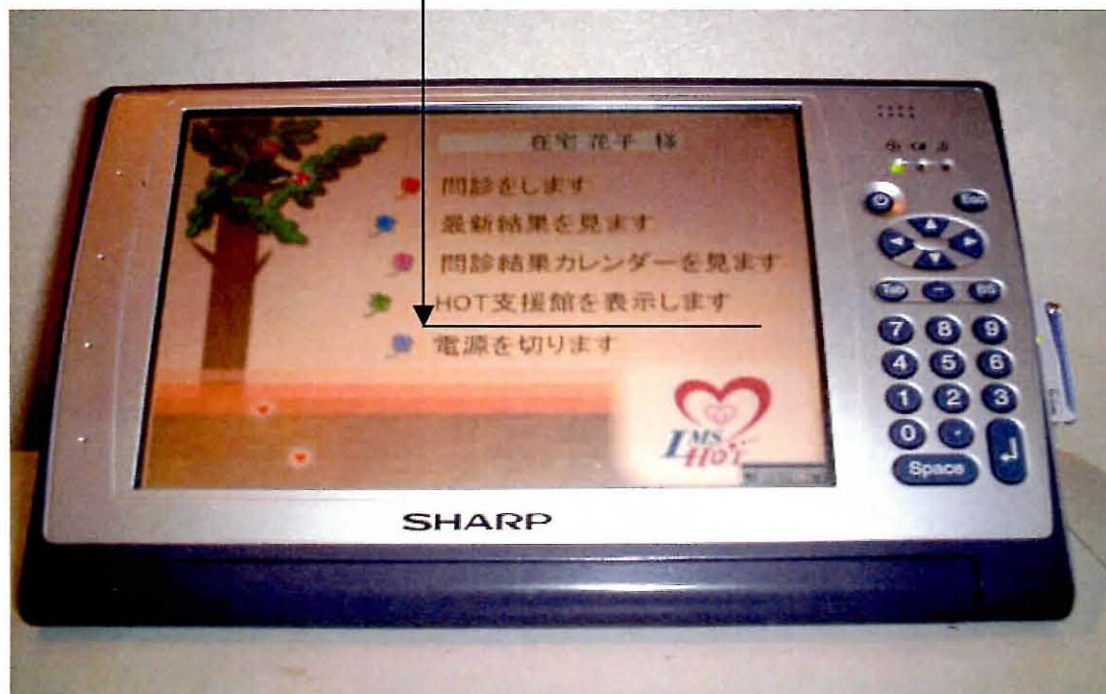 在宅 花子 様
問診をします
最新結果を見ます
問診結果カレンダーを見ます
HOT支援館を表示します
電源を切ります
LMS
HOT
SHARP
Esc
Tab
BS
7 8 9
4 5 6
1 2 3
0
Space